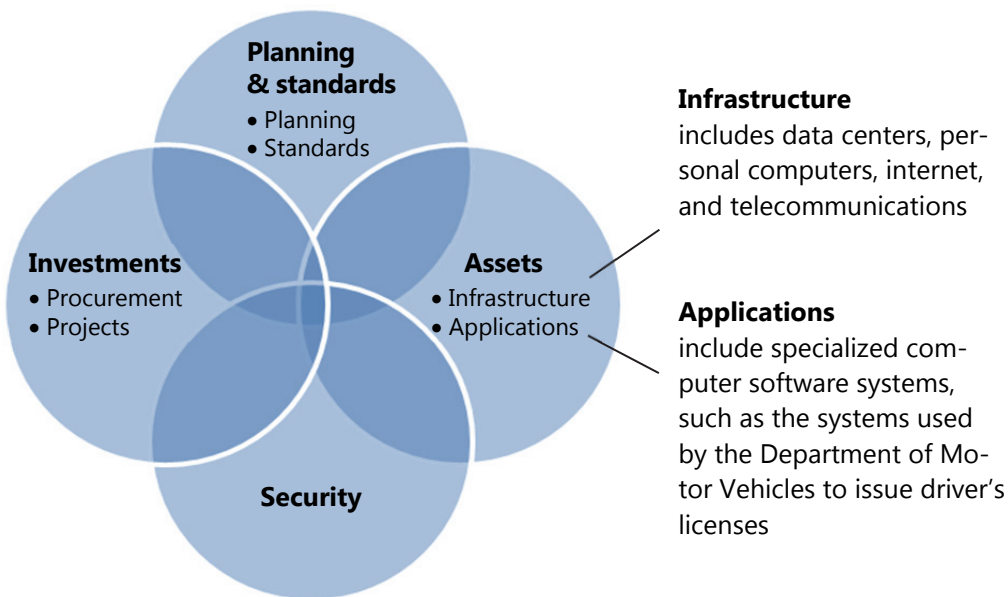 Planning
& standards
• Planning
• Standards
Investments
• Procurement
• Projects
Assets
• Infrastructure
• Applications
Security
Infrastructure
includes data centers, per-
sonal computers, internet,
and telecommunications
Applications
include specialized com-
puter software systems,
such as the systems used
by the Department of Mo-
tor Vehicles to issue driver’s
licenses